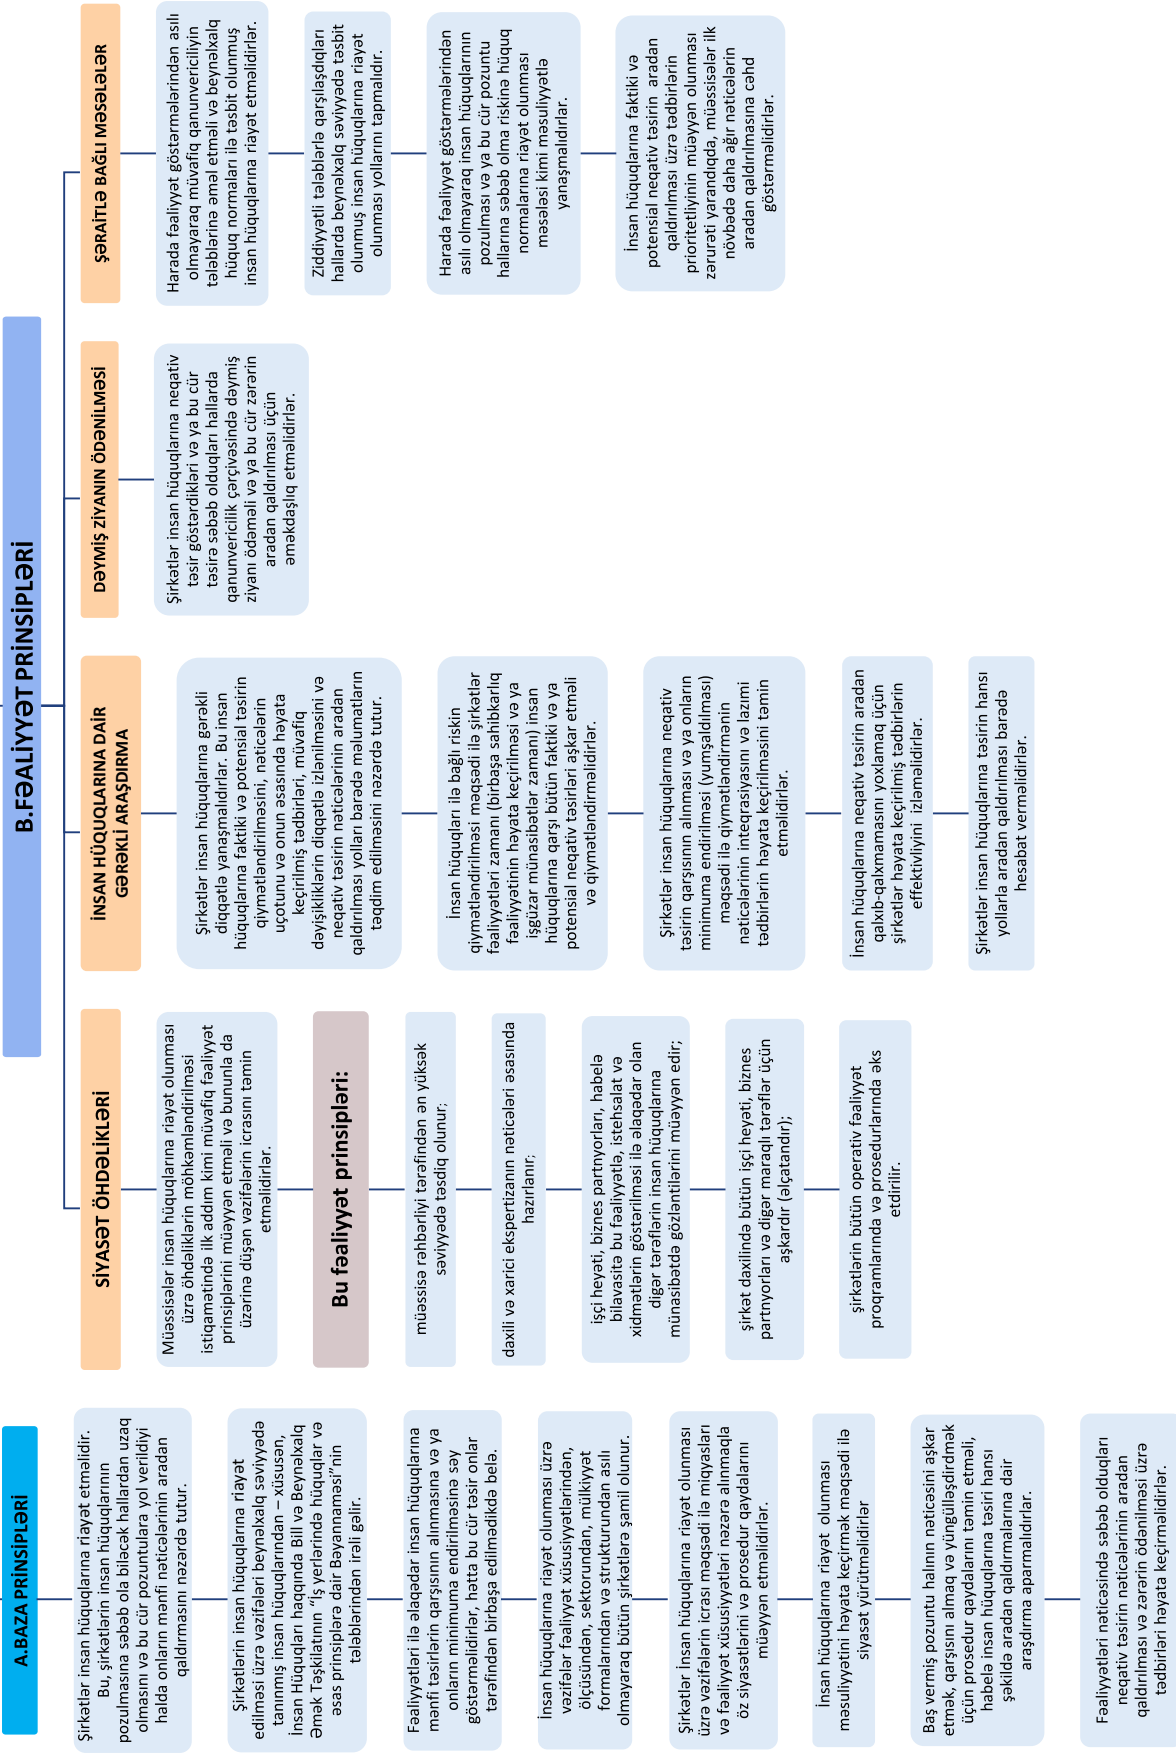 A.BAZA PRİNSİPLƏRİ
Şirkətlər insan hüquqlarına riayət etməlidir.
Bu, şirkətlərin insan hüquqlarının
pozulmasına səbəb ola biləcək hallardan uzaq
olmasın və bu cür pozuntulara yol verildiyi
halda onların mənfi nəticələrinin aradan
qaldırmasını nəzərdə tutur.
Şirkətlərin insan hüquqlarına riayət
edilməsi üzrə vəzifələri beynəlxalq səviyyədə
tanınmış insan hüquqlarından – xüsusən,
İnsan Hüquqları haqqında Bill və Beynəlxalq
Əmək Təşkilatının “İş yerlərində hüquqlar və
əsas prinsiplərə dair Bəyannaməsi”nin
tələblərindən irəli gəlir.
Fəaliyyətləri ilə əlaqədar insan hüquqlarına
mənfi təsirlərin qarşısının alınmasına və ya
onların minimuma endirilməsinə səy
göstərməlidirlər, hətta bu cür təsir onlar
tərəfindən birbaşa edilmədikdə belə.
İnsan hüquqlarına riayət olunması üzrə
vəzifələr fəaliyyət xüsusiyyətlərindən,
ölçüsündən, sektorundan, mülkiyyət
formalarından və strukturundan asılı
olmayaraq bütün şirkətlərə şamil olunur.
Şirkətlər insan hüquqlarına riayət olunması
üzrə vəzifələrin icrası məqsədi ilə miqyasları
və fəaliyyət xüsusiyyətləri nəzərə alınmaqla
öz siyasətlərini və prosedur qaydalarını
müəyyən etməlidirlər.
İnsan hüquqlarına riayət olunması
məsuliyyətini həyata keçirmək məqsədi ilə
siyasət yürütməlidirlər
Baş vermiş pozuntu halının nəticəsini aşkar
etmək, qarşısını almaq və yüngülləşdirmək
üçün prosedur qaydalarını təmin etməli,
habelə insan hüquqlarına təsiri hansı
şəkildə aradan qaldırmalarına dair
araşdırma aparmalıdırlar.
Fəaliyyətləri nəticəsində səbəb olduqları
neqativ təsirin nəticələrinin aradan
qaldırılması və zərərin ödənilməsi üzrə
tədbirləri həyata keçirməlidirlər.
B.FƏALİYYƏT PRİNSİPLƏRİ
SİYASƏT ÖHDƏLİKLƏRİ
Müəssisələr insan hüquqlarına riayət olunması
üzrə öhdəliklərin möhkəmləndirilməsi
istiqamətində ilk addım kimi müvafiq fəaliyyət
prinsiplərini müəyyən etməli və bununla da
üzərinə düşən vəzifələrin icrasını təmin
etməlidirlər.
Bu fəaliyyət prinsipləri:
müəssisə rəhbərliyi tərəfindən ən yüksək
səviyyədə təsdiq olunur;
daxili və xarici ekspertizanın nəticələri əsasında
hazırlanır;
işçi heyəti, biznes partnyorları, habelə
bilavasitə bu fəaliyyətlə, istehsalat və
xidmətlərin göstərilməsi ilə əlaqədar olan
digər tərəflərin insan hüquqlarına
münasibətdə gözləntilərini müəyyən edir;
şirkət daxilində bütün işçi heyəti, biznes
partnyorları və digər maraqlı tərəflər üçün
aşkardır (əlçatandır);
şirkətlərin bütün operativ fəaliyyət
proqramlarında və prosedurlarında əks
etdirilir.
İNSAN HÜQUQLARINA DAİR
GƏRƏKLİ ARAŞDIRMA
Şirkətlər insan hüquqlarına gərəkli
diqqətlə yanaşmalıdırlar. Bu insan
hüquqlarına faktiki və potensial təsirin
qiymətləndirilməsini, nəticələrin
uçotunu və onun əsasında həyata
keçirilmiş tədbirləri, müvafiq
dəyişikliklərin diqqətlə izlənilməsini və
neqativ təsirin nəticələrinin aradan
qaldırılması yolları barədə məlumatların
təqdim edilməsini nəzərdə tutur.
İnsan hüquqları ilə bağlı riskin
qiymətləndirilməsi məqsədi ilə şirkətlər
fəaliyyətləri zamanı (birbaşa sahibkarlıq
fəaliyyətinin həyata keçirilməsi və ya
işgüzar münasibətlər zamanı) insan
hüquqlarına qarşı bütün faktiki və ya
potensial neqativ təsirləri aşkar etməli
və qiymətləndirməlidirlər.
Şirkətlər insan hüquqlarına neqativ
təsirin qarşısının alınması və ya onların
minimuma endirilməsi (yumşaldılması)
məqsədi ilə qiymətləndirmənin
nəticələrinin inteqrasiyasını və lazımi
tədbirlərin həyata keçirilməsini təmin
etməlidirlər.
İnsan hüquqlarına neqativ təsirin aradan
qalxıb-qalxmamasını yoxlamaq üçün
şirkətlər həyata keçirilmiş tədbirlərin
effektivliyini izləməlidirlər.
Şirkətlər insan hüquqlarına təsirin hansı
yollarla aradan qaldırılması barədə
hesabat verməlidirlər.
DƏYMİŞ ZİYANIN ÖDƏNİLMƏSİ
Şirkətlər insan hüquqlarına neqativ
təsir göstərdikləri və ya bu cür
təsirə səbəb olduqları hallarda
qanunvericilik çərçivəsində dəymiş
ziyanı ödəməli və ya bu cür zərərin
aradan qaldırılması üçün
əməkdaşlıq etməlidirlər.
ŞƏRAİTLƏ BAĞLI MƏSƏLƏLƏR
Harada fəaliyyət göstərmələrindən asılı
olmayaraq müvafiq qanunvericiliyin
tələblərinə əməl etməli və beynəlxalq
hüquq normaları ilə təsbit olunmuş
insan hüquqlarına riayət etməlidirlər.
Ziddiyyətli tələblərlə qarşılaşdıqları
hallarda beynəlxalq səviyyədə təsbit
olunmuş insan hüquqlarına riayət
olunması yollarını tapmalıdır.
Harada fəaliyyət göstərmələrindən
asılı olmayaraq insan hüquqlarının
pozulması və ya bu cür pozuntu
hallarına səbəb olma riskinə hüquq
normalarına riayət olunması
məsələsi kimi məsuliyyətlə
yanaşmalıdırlar.
İnsan hüquqlarına faktiki və
potensial neqativ təsirin  aradan
qaldırılması üzrə tədbirlərin
prioritetliyinin müəyyən olunması
zərurəti yarandıqda, müəssisələr ilk
növbədə daha ağır nəticələrin
aradan qaldırılmasına cəhd
göstərməlidirlər.